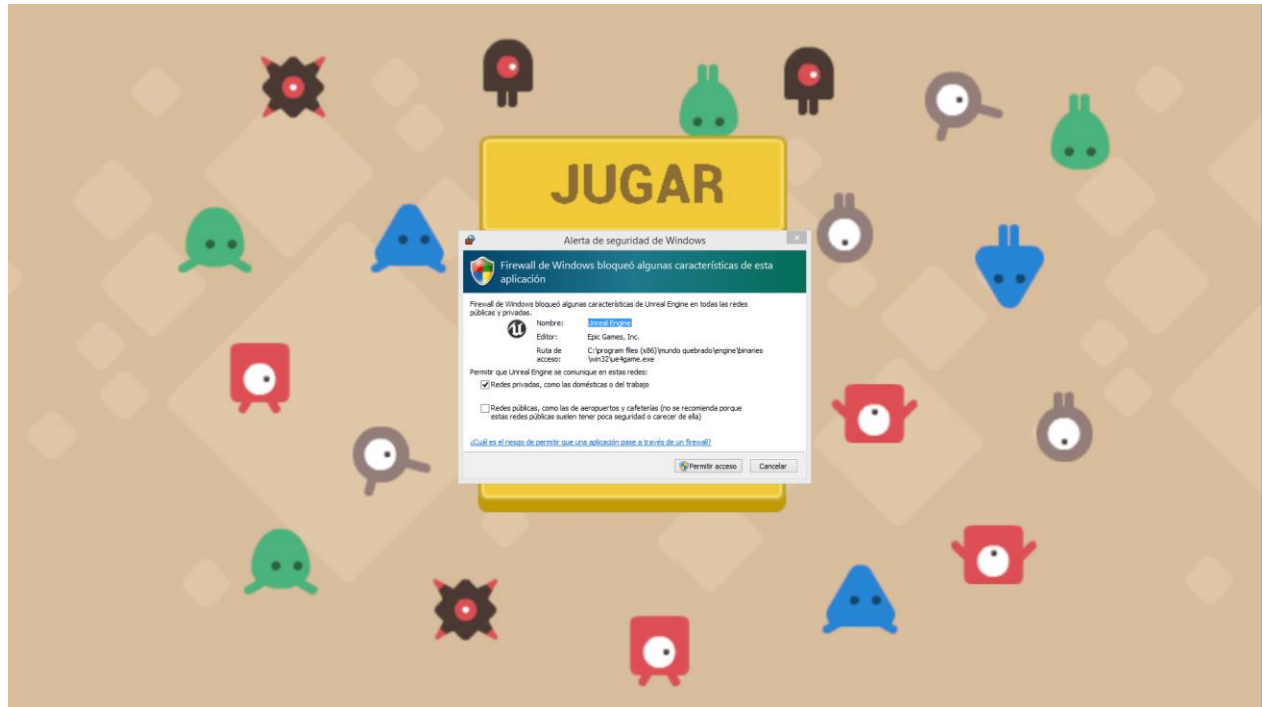 JUGAR
Alerta de seguridad de Windows
Firewall de Windows bloqueó algunas características de esta
aplicación
Firewall de Windows bloqueó algunas características de Unreal Engine en todas las redes
públicas y privadas.
Nombre: Unreal Engine
Editor: Epic Games, Inc.
Ruta de C:\program files (x86)\mundo quebrado\engine\binaries
acceso: \win32\ue4game.exe
Permitir que Unreal Engine se comunique en estas redes:
Redes privadas, como las domésticas o del trabajo
Redes públicas, como las de aeropuertos y cafeterías (no se recomienda porque
estas redes públicas suelen tener poca seguridad o carecer de ella)
¿Cuál es el riesgo de permitir que una aplicación pase a través de un firewall?
Permitir acceso Cancelar